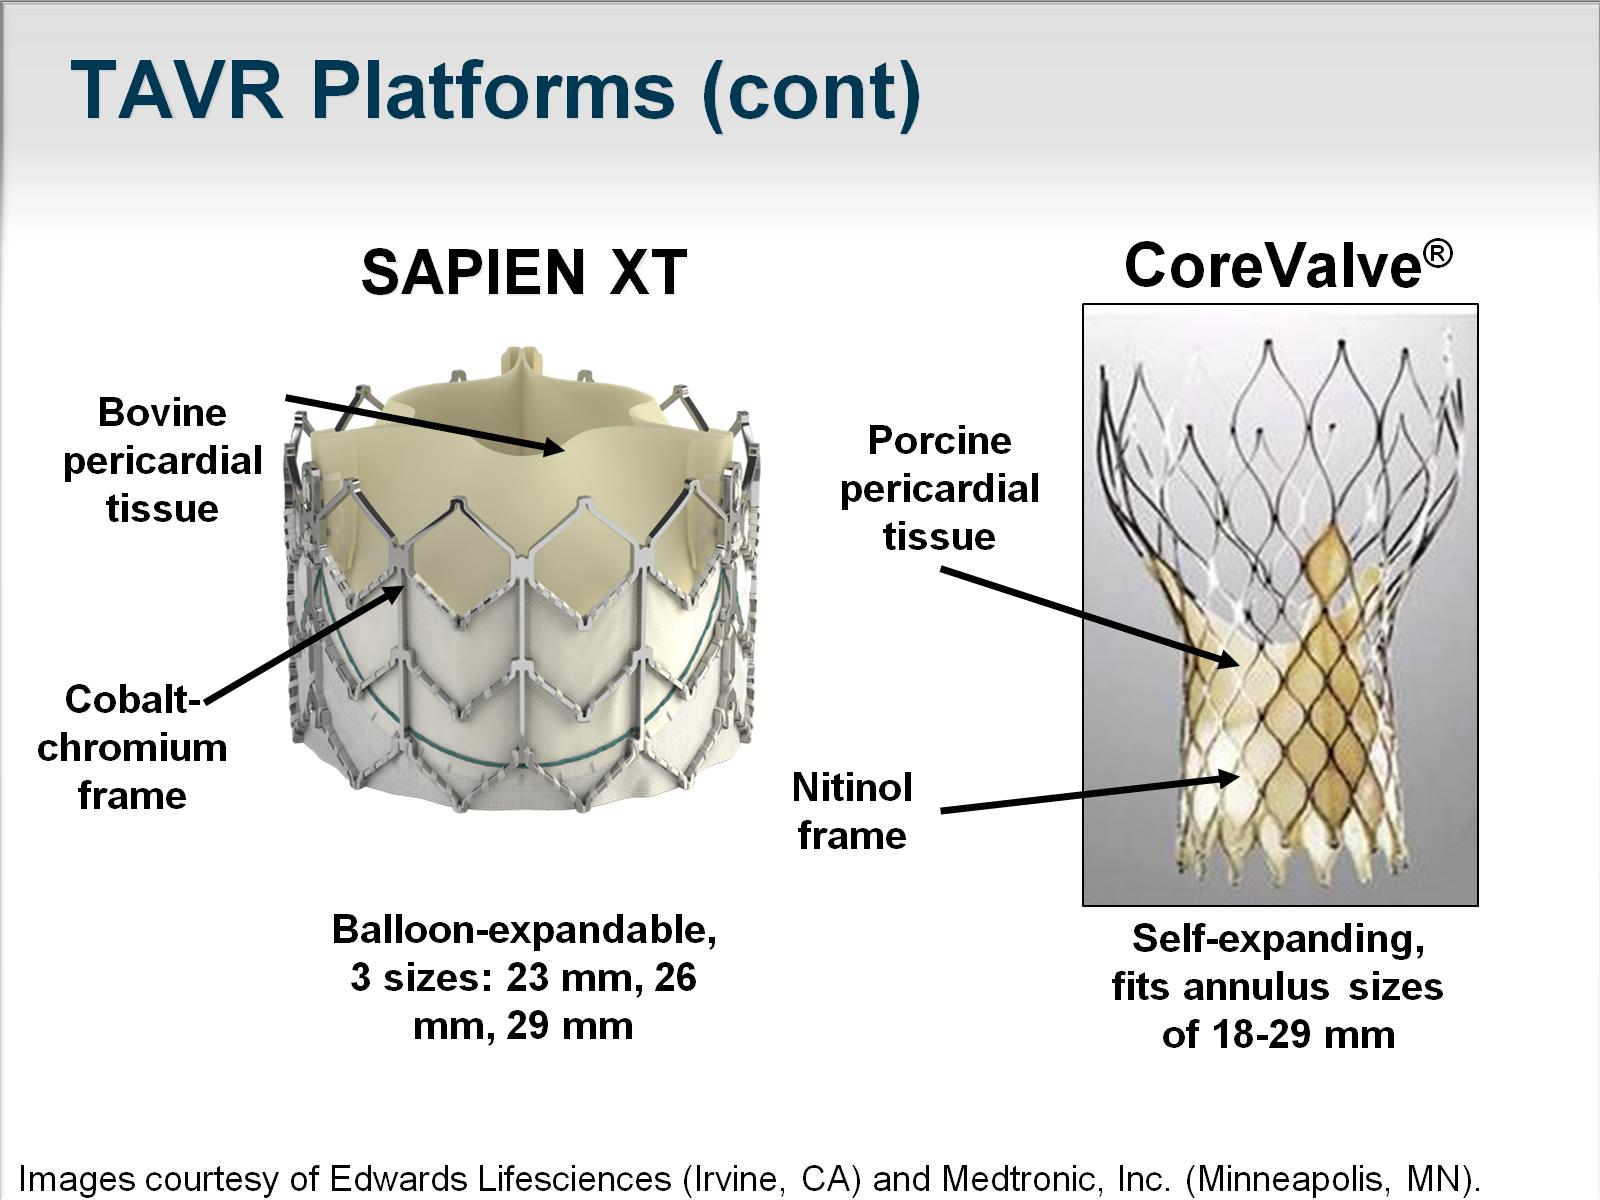 TAVR Platforms (cont)
SAPIEN XT
Bovine
pericardial
tissue
Cobalt-
chromium
frame
Balloon-expandable,
3 sizes: 23 mm, 26
mm, 29 mm
CoreValve®
Porcine
pericardial
tissue
Nitinol
frame
Self-expanding,
fits annulus sizes
of 18-29 mm
Images courtesy of Edwards Lifesciences (Irvine, CA) and Medtronic, Inc. (Minneapolis, MN).